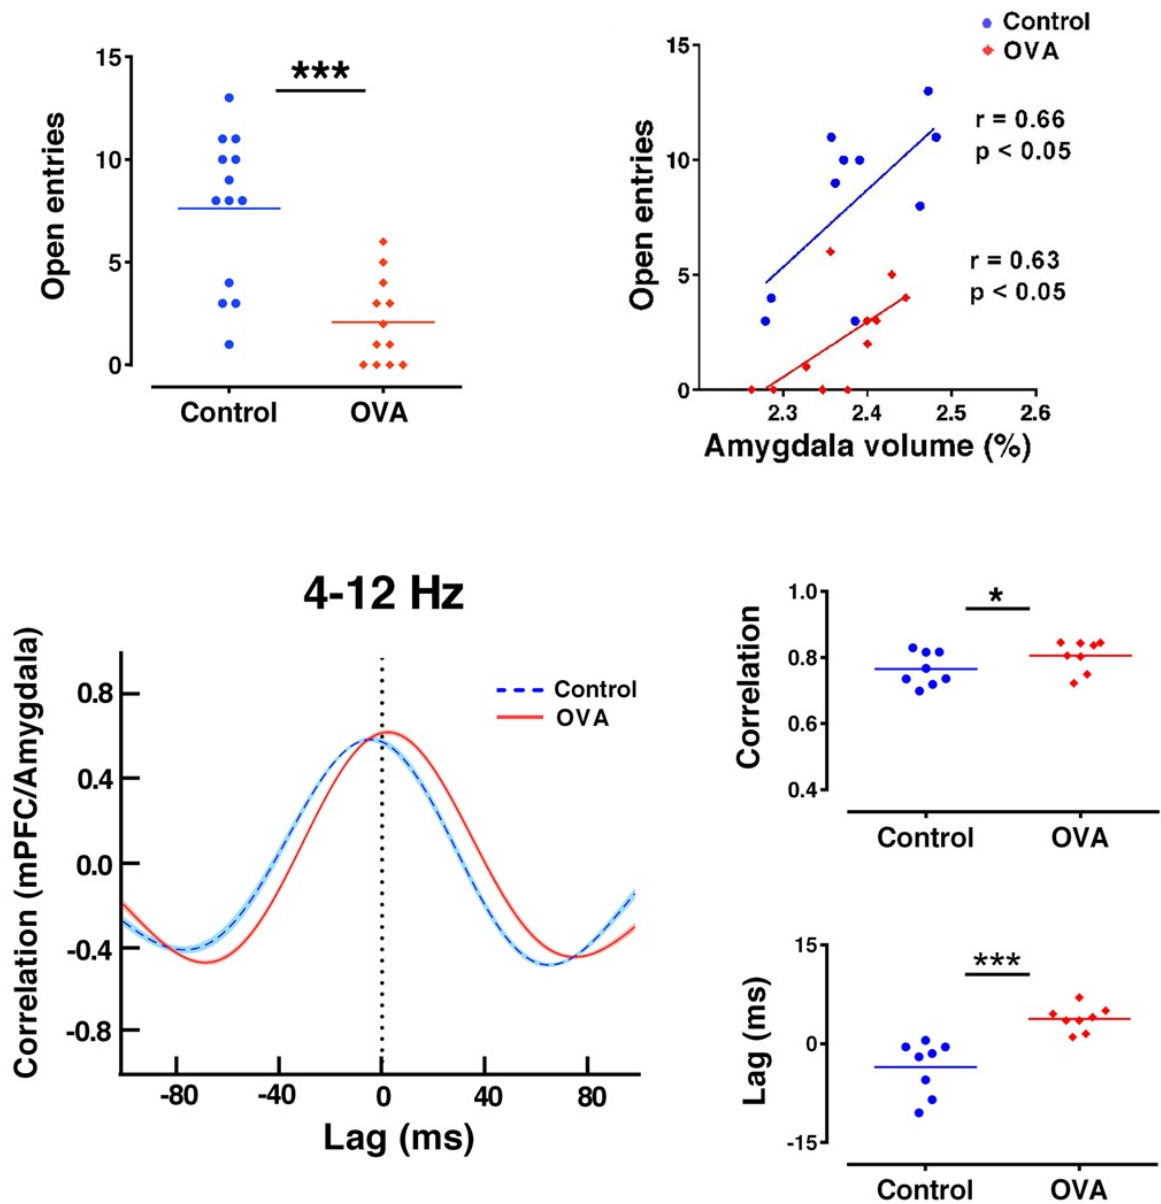 15
***
Open entries
10
5
0
Control
OVA
Control
OVA
15
Open entries
10
5
0
r = 0.66
p < 0.05
r = 0.63
p < 0.05
2.3
2.4
2.5
2.6
Amygdala volume (%)
4-12 Hz
Correlation (mPFC/Amygdala)
0.8
0.4
0.0
-0.4
-0.8
Control
OVA
-80
-40
0
40
80
Lag (ms)
1.0
*
Correlation
0.8
0.6
0.4
Control
OVA
15
***
Lag (ms)
0
-15
Control
OVA